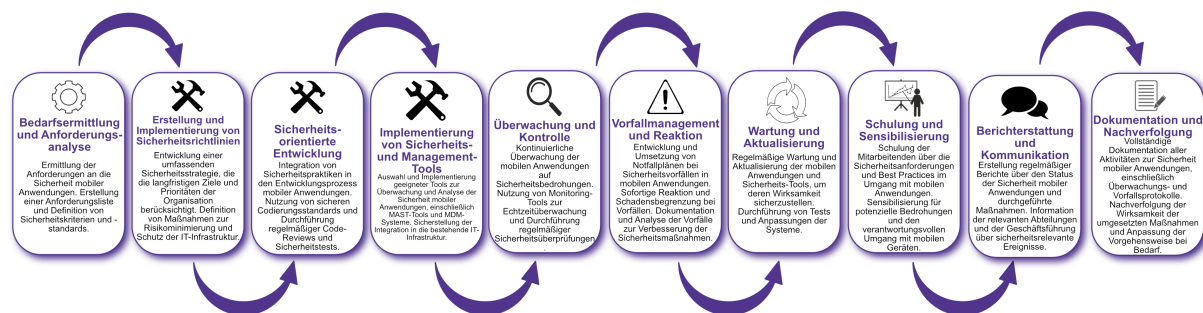 Bedarfsermittlung
und Anforderungs-
analyse
Ermittlung der
Anforderungen an die
Sicherheit mobiler
Anwendungen. Erstellung
einer Anforderungsliste
und Definition von
Sicherheitskriterien und -
standards.
Erstellung und
Implementierung von
Sicherheitsrichtlinien
Entwicklung einer
umfassenden
Sicherheitsstrategie, die
die langfristigen Ziele und
Prioritäten der
Organisation
berücksichtigt. Definition
von Maßnahmen zur
Risikominimierung und
Schutz der IT-Infrastruktur.
Sicherheits-
orientierte
Entwicklung
Integration von
Sicherheitspraktiken in
den Entwicklungsprozess
mobiler Anwendungen.
Nutzung von sicheren
Codierungsstandards und
Durchführung
regelmäßiger Code-
Reviews und
Sicherheitstests.
Implementierung
von Sicherheits-
und Management-
Tools
Auswahl und Implementierung
geeigneter Tools zur
Überwachung und Analyse der
Sicherheit mobiler
Anwendungen, einschließlich
MAST-Tools und MDM-
Systeme. Sicherstellung der
Integration in die bestehende IT-
Infrastruktur.
Überwachung und
Kontrolle
Kontinuierliche
Überwachung der
mobilen Anwendungen
auf
Sicherheitsbedrohungen.
Nutzung von Monitoring-
Tools zur
Echtzeitüberwachung
und Durchführung
regelmäßiger
Sicherheitsüberprüfungen
.
Vorfallmanagement
und Reaktion
Entwicklung und
Umsetzung von
Notfallplänen bei
Sicherheitsvorfällen in
mobilen Anwendungen.
Sofortige Reaktion und
Schadensbegrenzung bei
Vorfällen. Dokumentation
und Analyse der Vorfälle
zur Verbesserung der
Sicherheitsmaßnahmen.
Wartung und
Aktualisierung
Regelmäßige Wartung und
Aktualisierung der mobilen
Anwendungen und
Sicherheits-Tools, um
deren Wirksamkeit
sicherzustellen.
Durchführung von Tests
und Anpassungen der
Systeme.
Schulung und
Sensibilisierung
Schulung der
Mitarbeitenden über die
Sicherheitsanforderungen
und Best Practices im
Umgang mit mobilen
Anwendungen.
Sensibilisierung für
potenzielle Bedrohungen
und den
verantwortungsvollen
Umgang mit mobilen
Geräten.
Berichterstattung
und
Kommunikation
Erstellung regelmäßiger
Berichte über den Status
der Sicherheit mobiler
Anwendungen und
durchgeführte
Maßnahmen. Information
der relevanten Abteilungen
und der Geschäftsführung
über sicherheitsrelevante
Ereignisse.
Dokumentation und
Nachverfolgung
Vollständige
Dokumentation aller
Aktivitäten zur Sicherheit
mobiler Anwendungen,
einschließlich
Überwachungs- und
Vorfallsprotokolle.
Nachverfolgung der
Wirksamkeit der
umgesetzten Maßnahmen
und Anpassung der
Vorgehensweise bei
Bedarf.